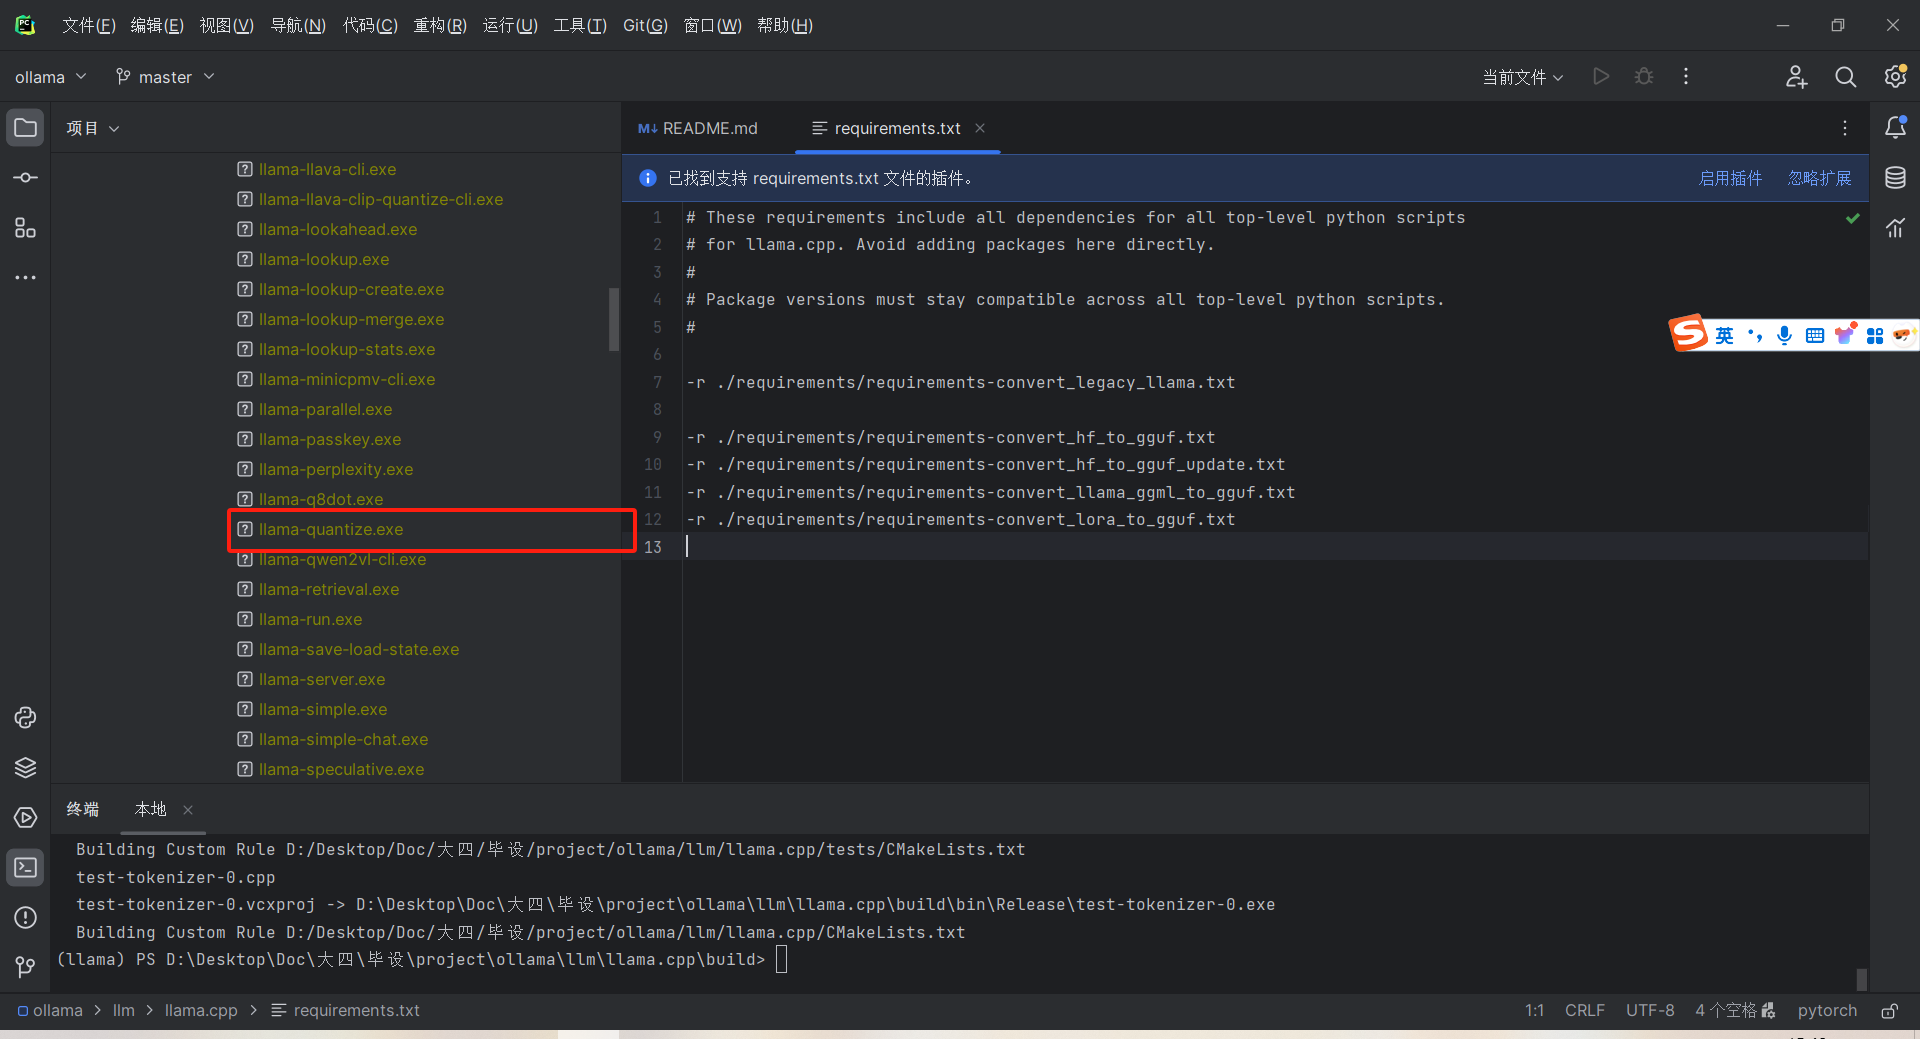 文件(F) 编辑(E) 视图(V) 导航(N) 代码(C) 重构(R) 运行(U) 工具(T) Git(G) 窗口(W) 帮助(H)
ollama master 当前文件
项目
README.md requirements.txt
已找到支持 requirements.txt 文件的插件。 启用插件 忽略扩展
llama-llava-cli.exe
llama-llava-clip-quantize-cli.exe
llama-lookahead.exe
llama-lookup.exe
llama-lookup-create.exe
llama-lookup-merge.exe
llama-lookup-stats.exe
llama-minicpmv-cli.exe
llama-parallel.exe
llama-passkey.exe
llama-perplexity.exe
llama-q8dot.exe
llama-quantize.exe
llama-qwen2vl-cli.exe
llama-retrieval.exe
llama-run.exe
llama-save-load-state.exe
llama-server.exe
llama-simple.exe
llama-simple-chat.exe
llama-speculative.exe
1 # These requirements include all dependencies for all top-level python scripts
2 # for llama.cpp. Avoid adding packages here directly.
3 #
4 # Package versions must stay compatible across all top-level python scripts.
5 #
6
7 -r ./requirements/requirements-convert_legacy_llama.txt
8
9 -r ./requirements/requirements-convert_hf_to_gguf.txt
10 -r ./requirements/requirements-convert_hf_to_gguf_update.txt
11 -r ./requirements/requirements-convert_llama_ggml_to_gguf.txt
12 -r ./requirements/requirements-convert_lora_to_gguf.txt
13
英
终端 本地
Building Custom Rule D:/Desktop/Doc/大四/毕设/project/ollama/llm/llama.cpp/tests/CMakeLists.txt
test-tokenizer-0.cpp
test-tokenizer-0.vcxproj -> D:\Desktop\Doc\大四\毕设\project\ollama\llm\llama.cpp\build\bin\Release\test-tokenizer-0.exe
Building Custom Rule D:/Desktop/Doc/大四/毕设/project/ollama/llm/llama.cpp/CMakeLists.txt
(llama) PS D:\Desktop\Doc\大四\毕设\project\ollama\llm\llama.cpp\build>
ollama > llm > llama.cpp > requirements.txt 1:1 CRLF UTF-8 4 个空格 pytorch